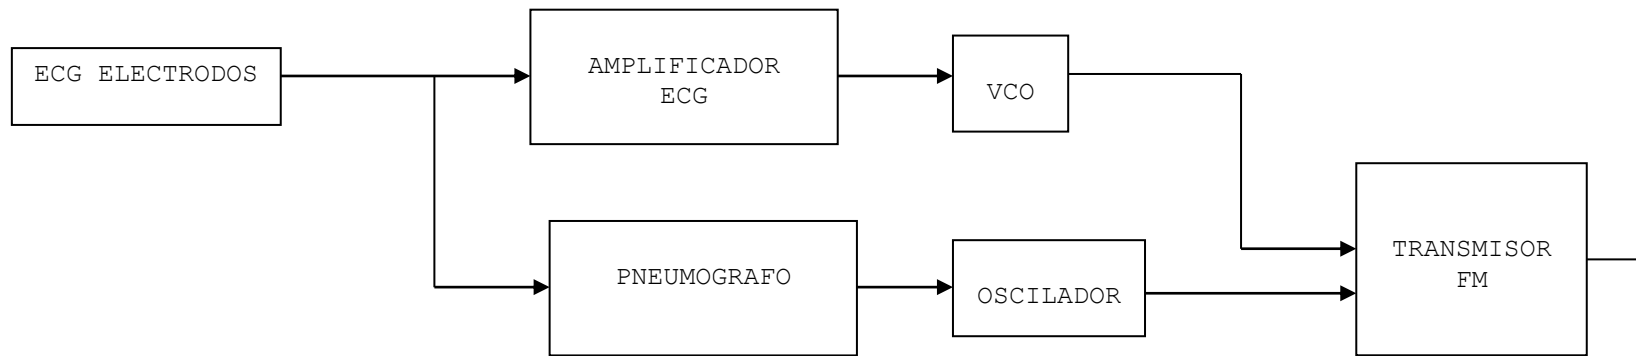 ECG ELECTRODOS
AMPLIFICADOR
ECG
VCO
PNEUMOGRAFO
OSCILADOR
TRANSMISOR
FM